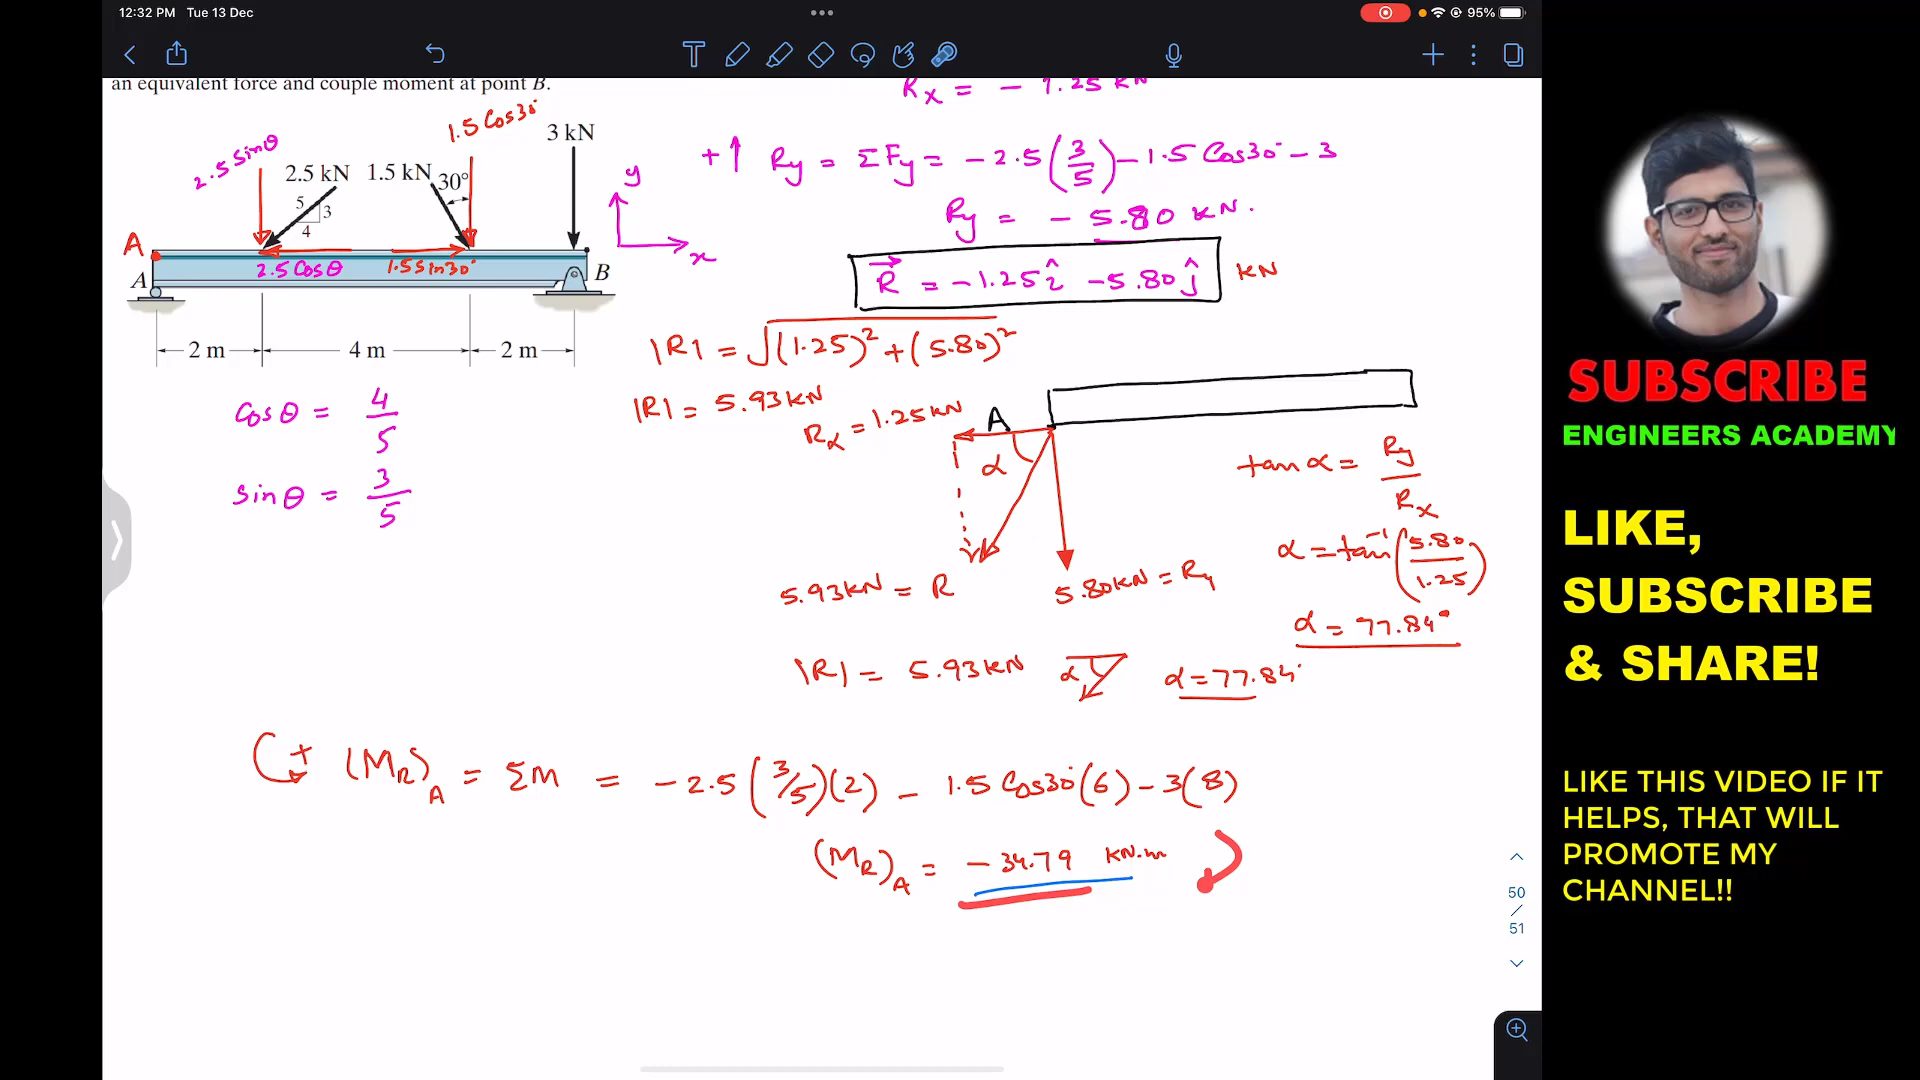 12:32 PM Tue 13 Dec
95%
an equivalent force and couple moment at point B.
Rx = - 1.25 kN
2.5 Sinθ
1.5 Cos30°
3 kN
2.5 kN
1.5 kN
30°
5
3
4
A
2.5 Cosθ
1.5 Sin30°
A
B
y
x
2 m
4 m
2 m
+↑ Ry = ΣFy = -2.5(3/5) - 1.5 Cos30° - 3
Ry = - 5.80 kN.
R = -1.25 î - 5.80 ĵ kN
|R| = √(1.25)² + (5.80)²
|R| = 5.93 kN
Cosθ = 4/5
Sinθ = 3/5
Rx = 1.25 kN
A
α
5.93 kN = R
5.80 kN = Ry
tan α = Ry/Rx
α = tan⁻¹(5.80/1.25)
α = 77.84°
|R| = 5.93 kN
α
α = 77.84°
+ (MR)A = ΣM = -2.5(3/5)(2) - 1.5 Cos30°(6) - 3(8)
(MR)A = - 34.79 kN.m
50
/
51
SUBSCRIBE
ENGINEERS ACADEMY
LIKE,
SUBSCRIBE
& SHARE!
LIKE THIS VIDEO IF IT
HELPS, THAT WILL
PROMOTE MY
CHANNEL!!